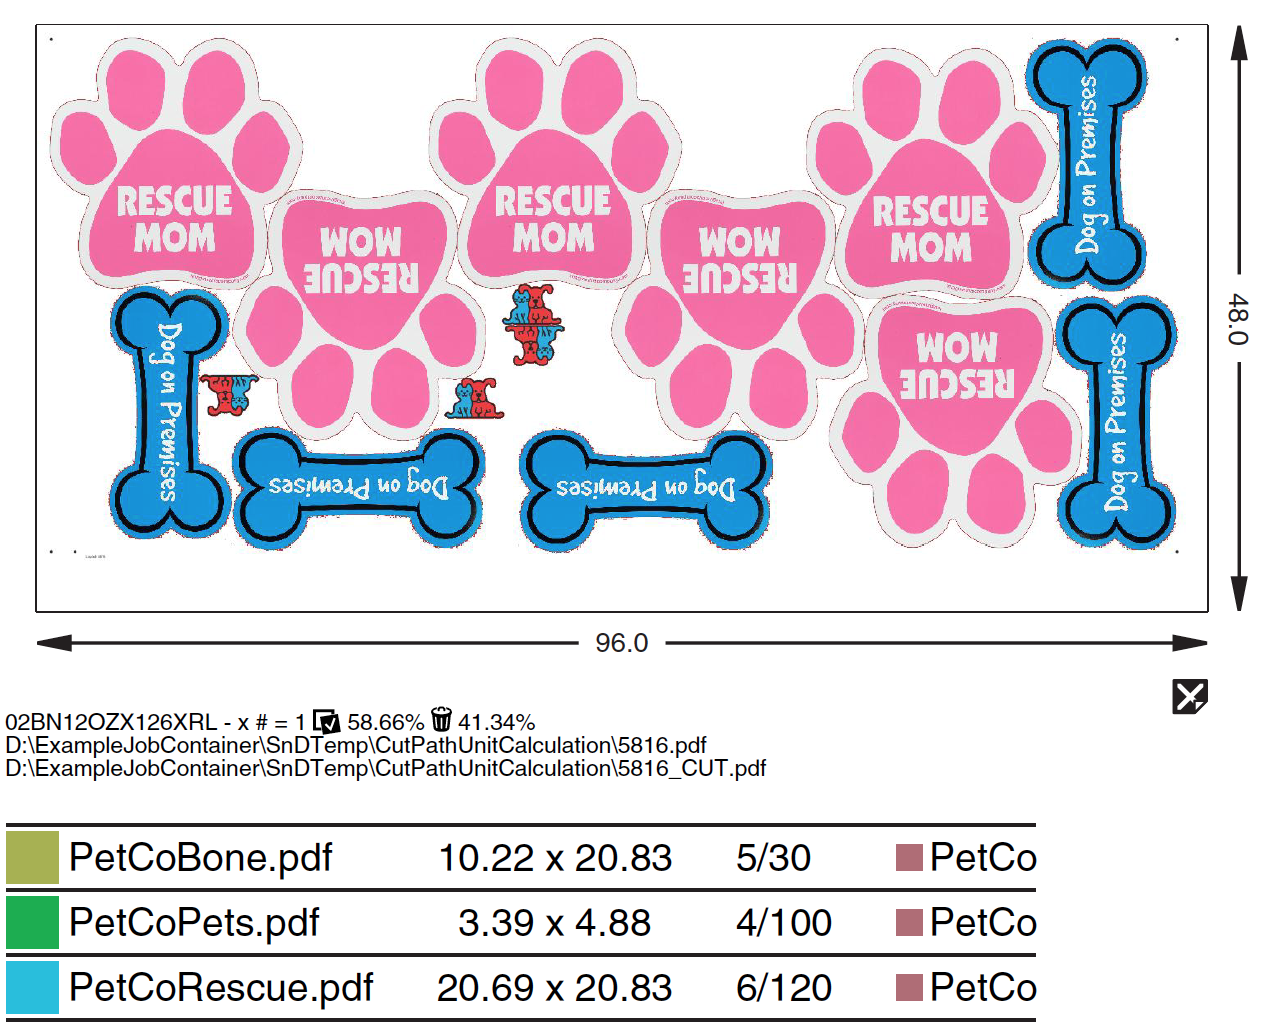 RESCUE
MOM
RESCUE
MOM
RESCUE
MOM
Dog on Premises
RESCUE
MOM
RESCUE
MOM
48.0
Dog on Premises
RESCUE
MOM
Dog on Premises
Dog on Premises
Dog on Premises
96.0
02BN12OZX126XRL - x # = 1 58.66% 41.34%
D:\ExampleJobContainer\SnDTemp\CutPathUnitCalculation\5816.pdf
D:\ExampleJobContainer\SnDTemp\CutPathUnitCalculation\5816_CUT.pdf
PetCoBone.pdf 10.22 x 20.83 5/30 PetCo
PetCoPets.pdf 3.39 x 4.88 4/100 PetCo
PetCoRescue.pdf 20.69 x 20.83 6/120 PetCo